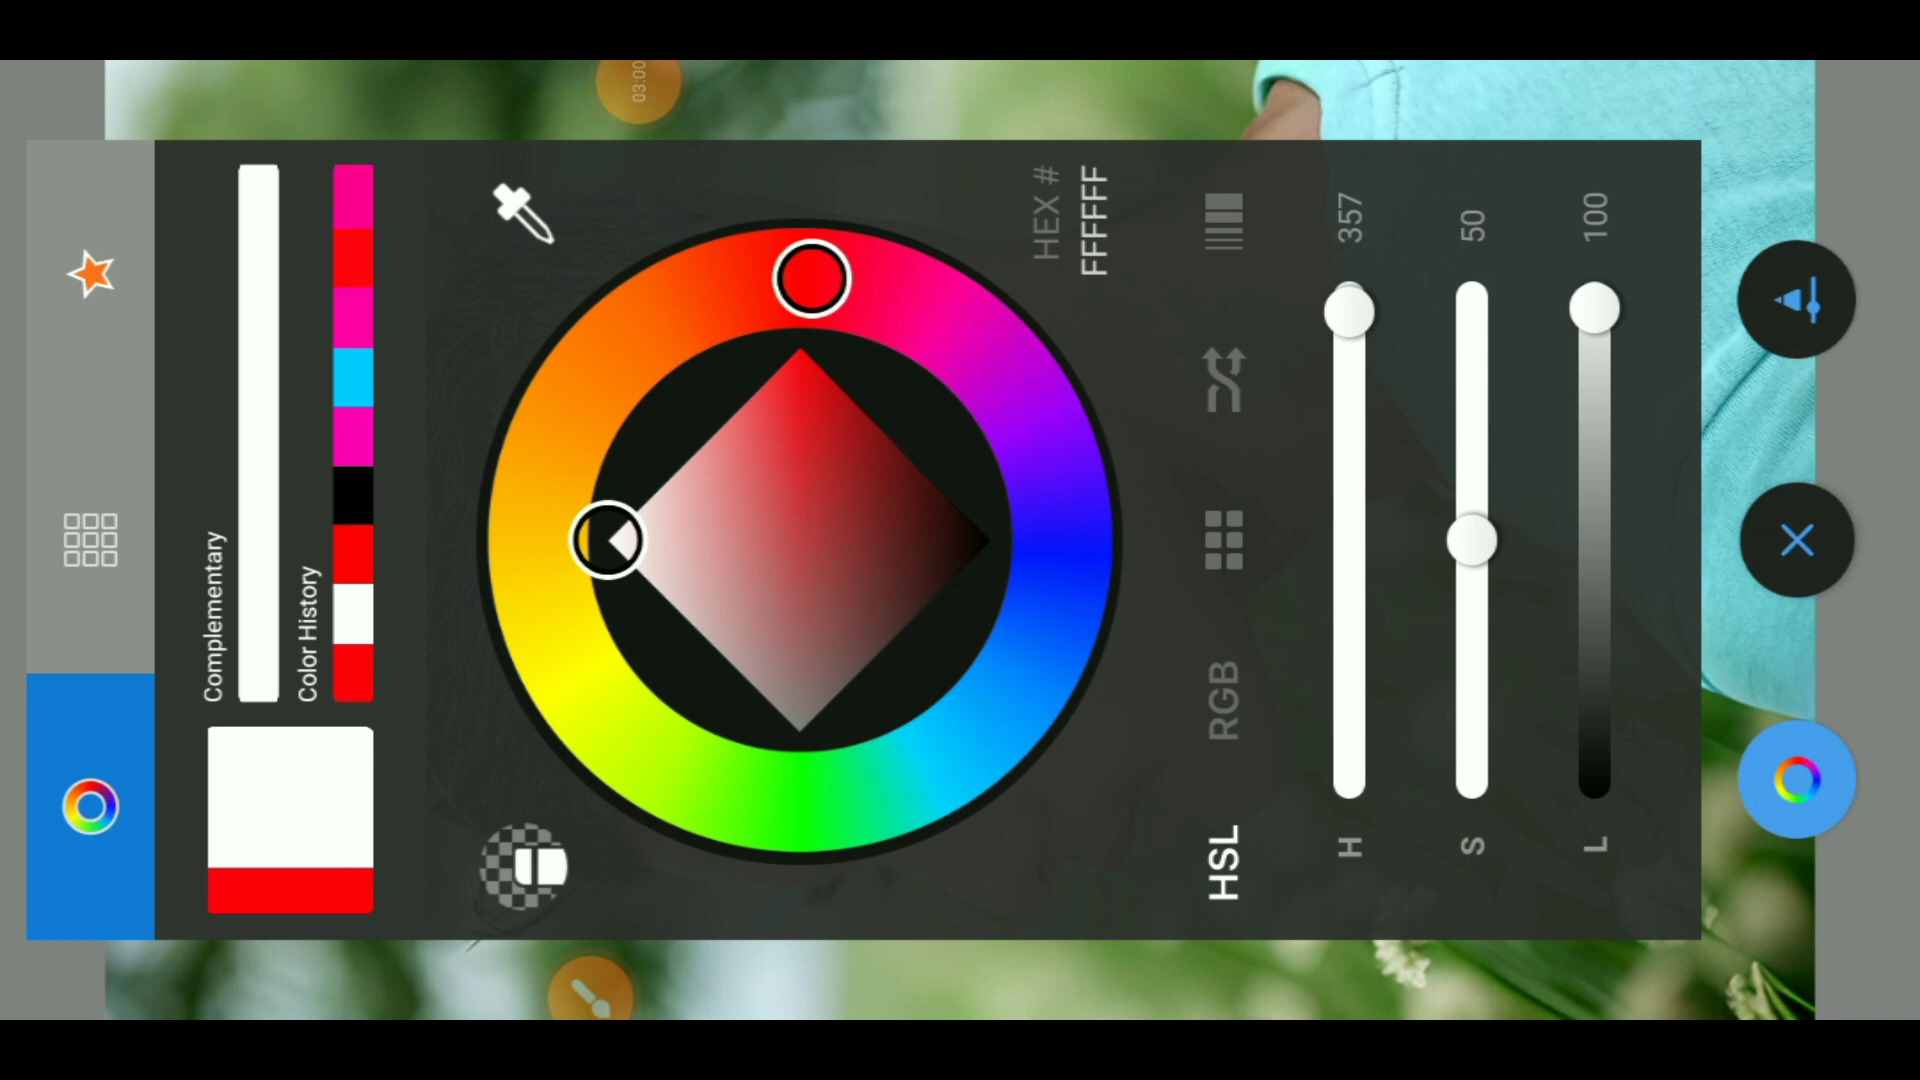 Complementary
Color History
HEX #
FFFFFF
HSL
RGB
H
357
S
50
L
100
03:00